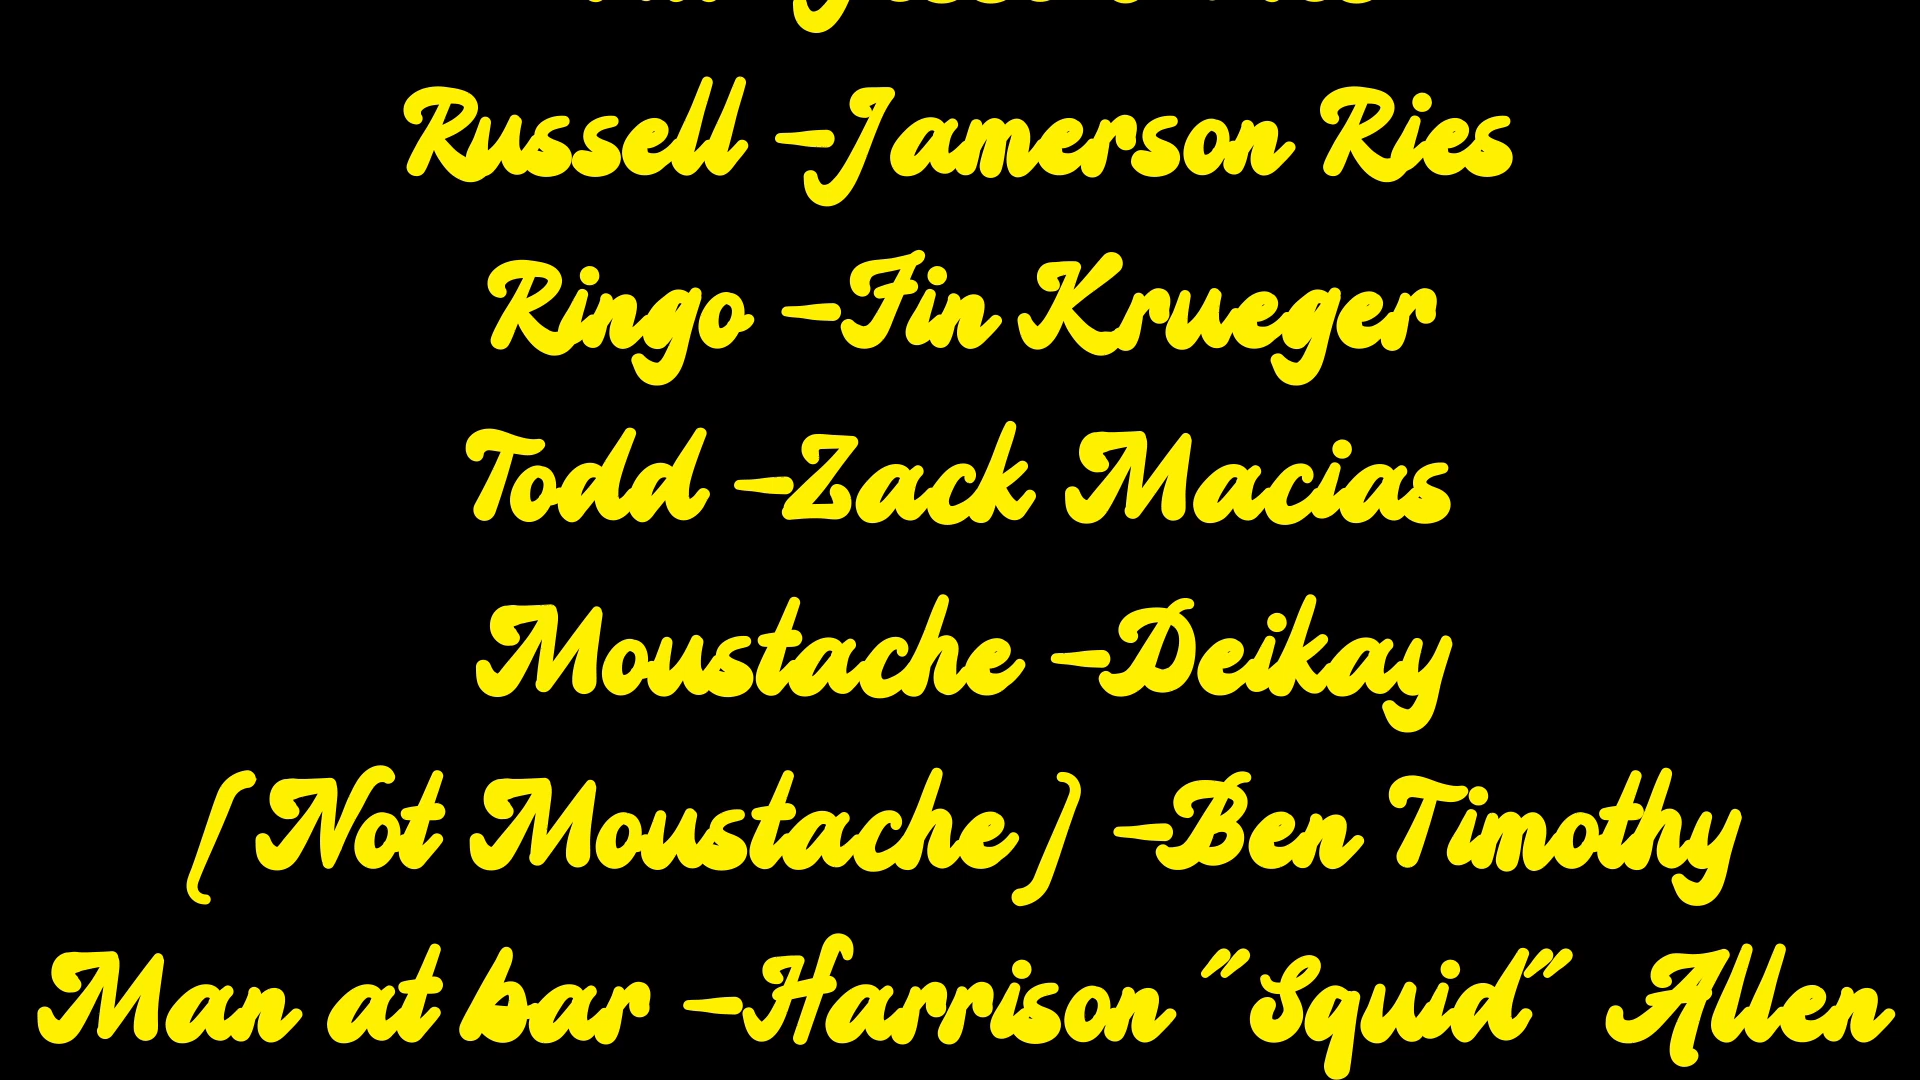 Russell -Jamerson Ries
Ringo -Fin Krueger
Todd -Zack Macias
Moustache -Deikay
(Not Moustache) -Ben Timothy
Man at bar -Harrison "Squid" Allen